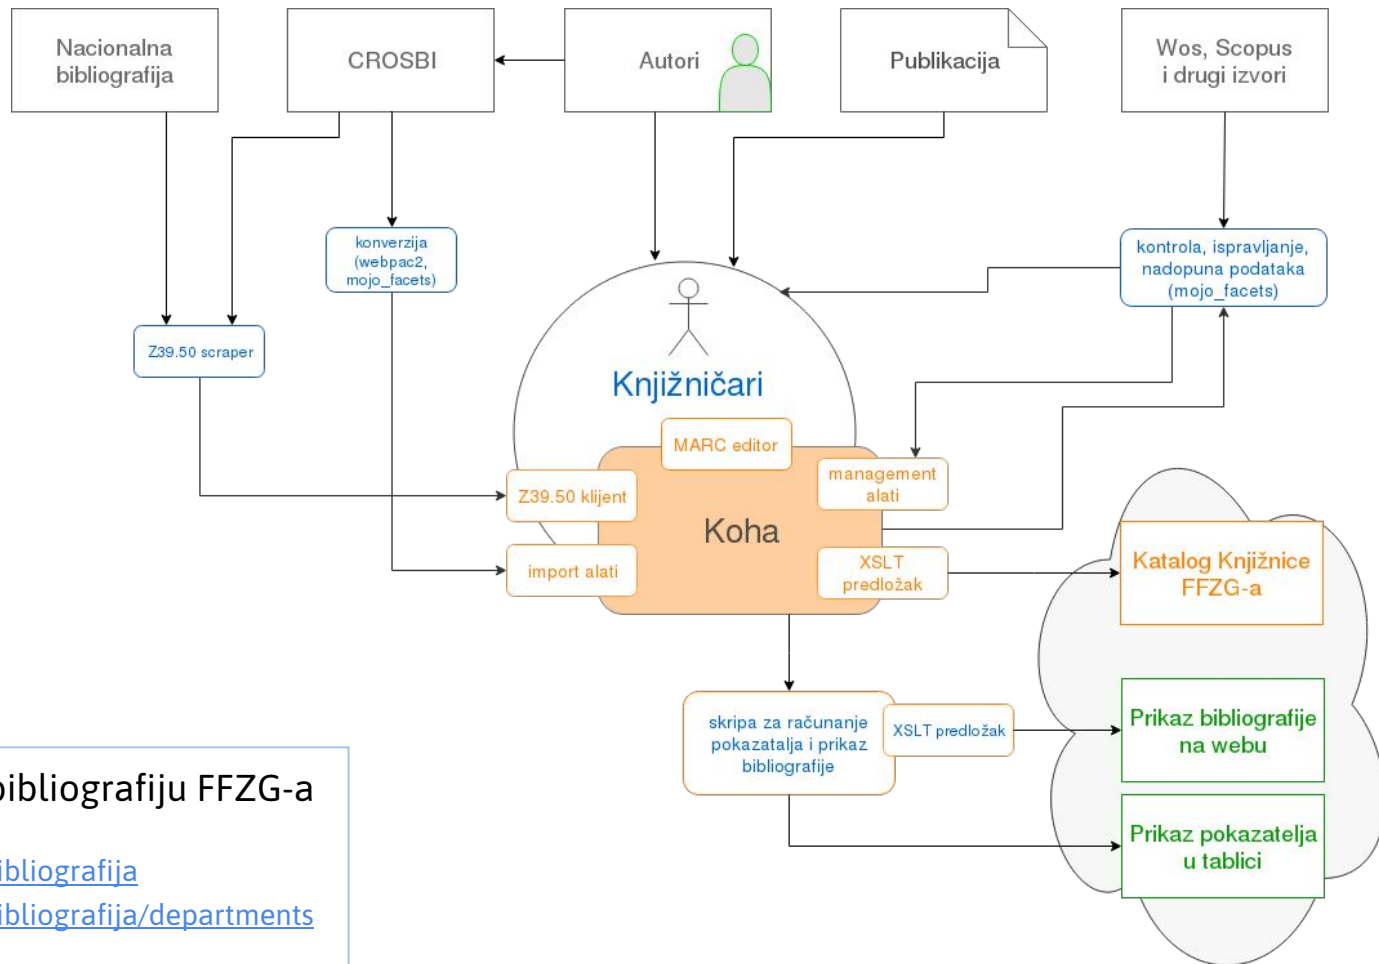 Nacionalna
bibliografija
CROSBI
Autori
Publikacija
Wos, Scopus
i drugi izvori
konverzija
(webpac2,
mojo_facets)
kontrola, ispravljanje,
nadopuna podataka
(mojo_facets)
Z39.50 scraper
Knjižničari
MARC editor
Z39.50 klijent
management
alati
Koha
import alati
XSLT
predložak
Katalog Knjižnice
FFZG-a
skripa za računanje
pokazatalja i prikaz
bibliografije
XSLT predložak
Prikaz bibliografije
na webu
Prikaz pokazatelja
u tablici
bibliografiju FFZG-a
ibliografija
ibliografija/departments